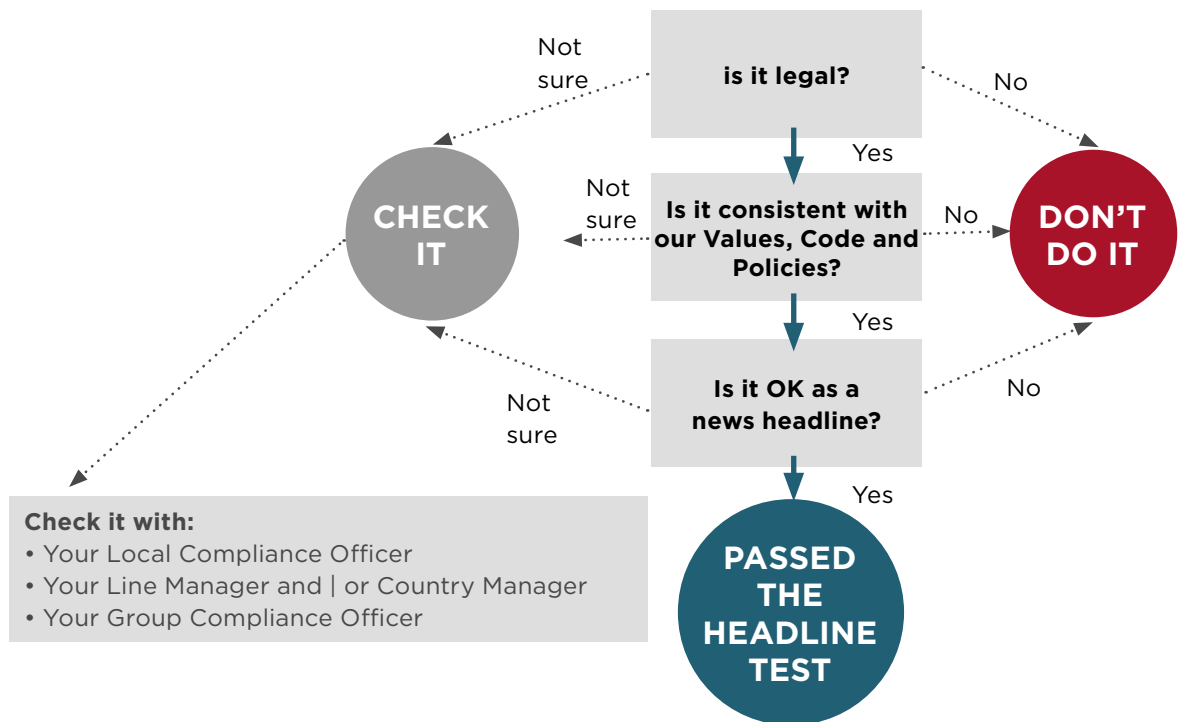 is it legal?
Not
sure
No
Yes
CHECK
IT
Not
sure
Is it consistent with
our Values, Code and
Policies?
No
DON’T
DO IT
Yes
Is it OK as a
news headline?
Not
sure
No
Yes
Check it with:
• Your Local Compliance Officer
• Your Line Manager and | or Country Manager
• Your Group Compliance Officer
PASSED
THE
HEADLINE
TEST